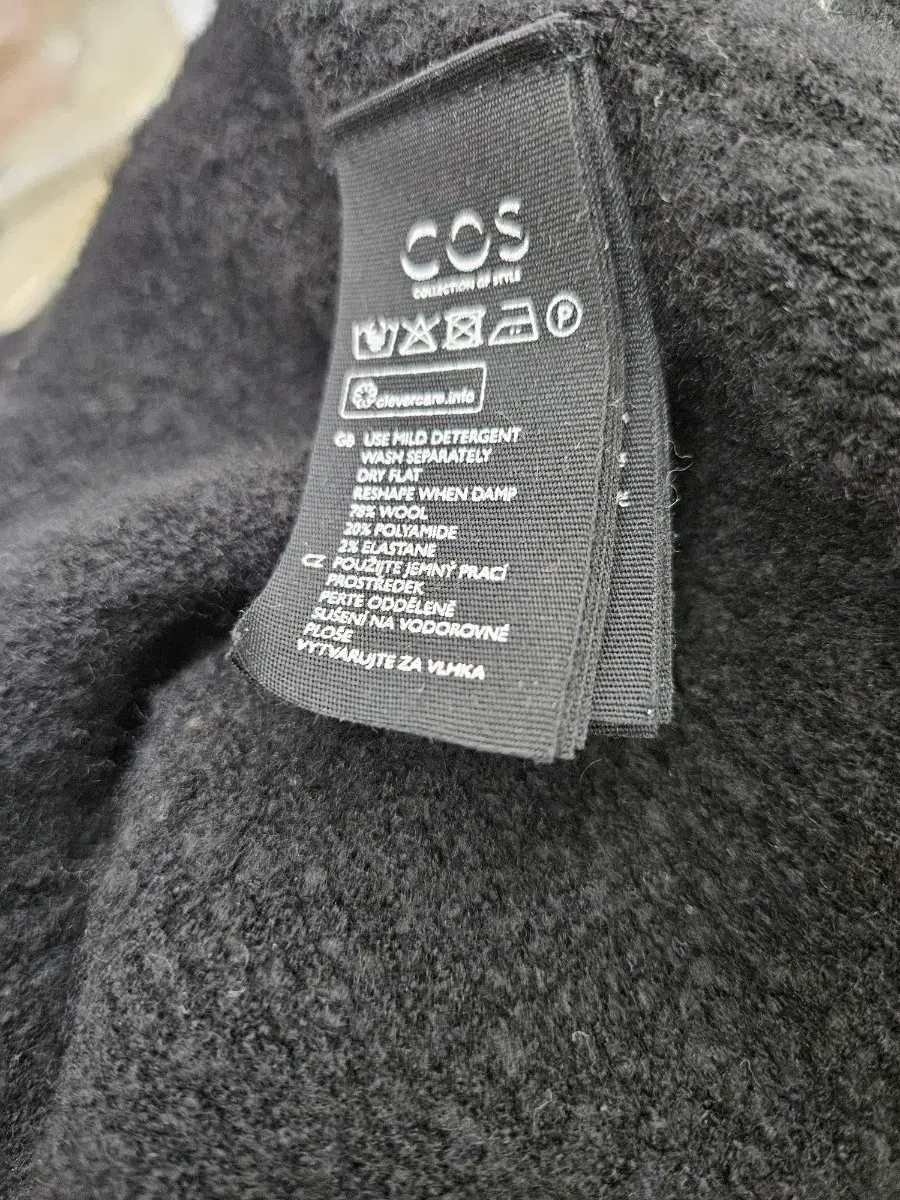 COS
COLLECTION OF STYLE
P
clevercare.info
GB USE MILD DETERGENT
WASH SEPARATELY
DRY FLAT
RESHAPE WHEN DAMP
78% WOOL
20% POLYAMIDE
2% ELASTANE
CZ POUŽIJTE JEMNÝ PRACÍ
PROSTŘEDEK
PERTE ODDĚLENĚ
SUŠENÍ NA VODOROVNÉ
PLOŠE
VYTVARUJTE ZA VLHKA